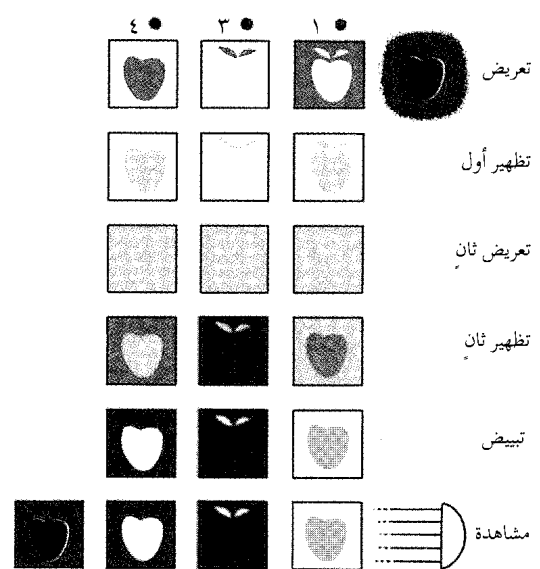 ١ ● ٣ ● ٤ ●
تعريض
تظهير أول
تعريض ثانٍ
تظهير ثانٍ
تبييض
مشاهدة